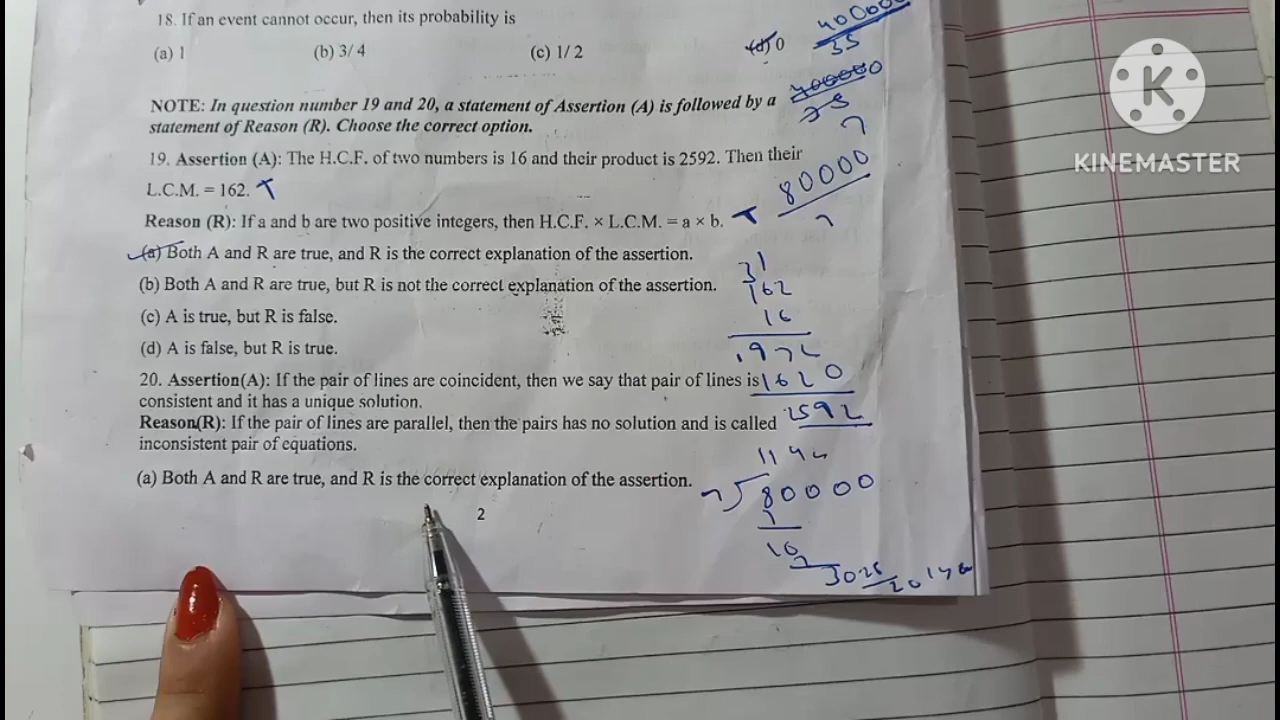 18. If an event cannot occur, then its probability is
(a) 1 (b) 3/ 4 (c) 1/ 2 (d) 0
400000
35
NOTE: In question number 19 and 20, a statement of Assertion (A) is followed by a
statement of Reason (R). Choose the correct option.
7
19. Assertion (A): The H.C.F. of two numbers is 16 and their product is 2592. Then their
L.C.M. = 162. T
80000
7
Reason (R): If a and b are two positive integers, then H.C.F. × L.C.M. = a × b. T
(a) Both A and R are true, and R is the correct explanation of the assertion.
(b) Both A and R are true, but R is not the correct explanation of the assertion.
31
162
(c) A is true, but R is false.
16
(d) A is false, but R is true.
20. Assertion(A): If the pair of lines are coincident, then we say that pair of lines is
1620
consistent and it has a unique solution.
2592
Reason(R): If the pair of lines are parallel, then the pairs has no solution and is called
inconsistent pair of equations.
(a) Both A and R are true, and R is the correct explanation of the assertion.
80000
7
10
2
K
KINEMASTER